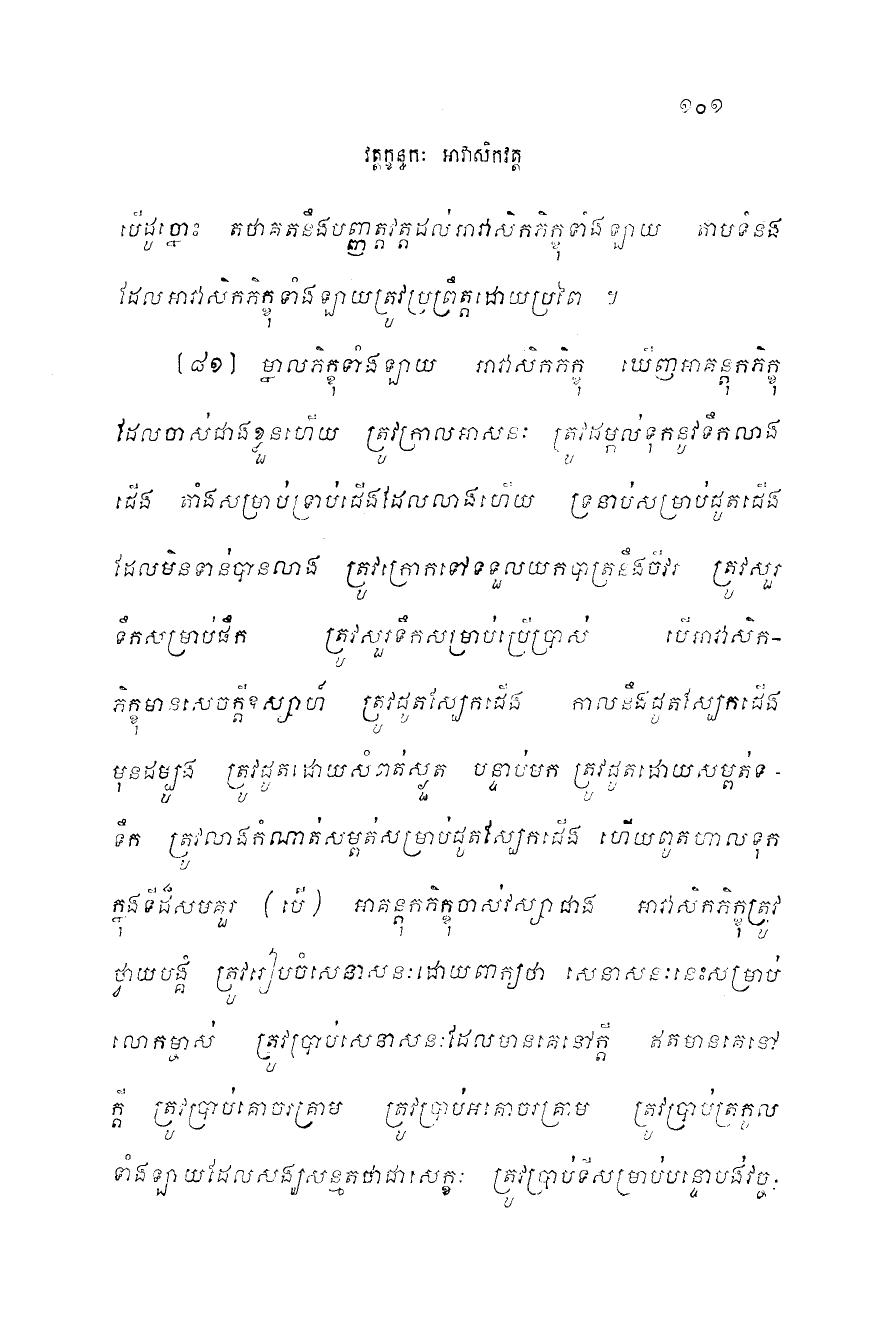 ១០១
វត្តក្ខន្ធកៈ អាវាសិកវត្ត
បើដូច្នោះ តថាគតនឹងបញ្ញត្តវត្តដល់អាវាសិកភិក្ខុទាំងឡាយ តាមទំនង
ដែលអាវាសិកភិក្ខុទាំងឡាយត្រូវប្រព្រឹត្តដោយប្រពៃ ។
(៨១) ម្នាលភិក្ខុទាំងឡាយ អាវាសិកភិក្ខុ ឃើញអាគន្តុកភិក្ខុ
ដែលចាស់ជាងខ្លួនហើយ ត្រូវក្រាលអាសនៈ ត្រូវដម្កល់ទុកនូវទឹកលាង
ជើង តាំងសម្រាប់ទ្រាប់ជើងដែលលាងហើយ ទ្រនាប់សម្រាប់ជូតជើង
ដែលមិនទាន់បានលាង ត្រូវក្រោកទៅទទួលយកបាត្រនឹងចីវរ ត្រូវសួរ
ទឹកសម្រាប់ផឹក ត្រូវសួរទឹកសម្រាប់ប្រើប្រាស់ បើអាវាសិក-
ភិក្ខុមានសេចក្តីឧស្សាហ៍ ត្រូវជូតស្បែកជើង កាលនឹងជូតស្បែកជើង
មុនដម្បូង ត្រូវជូតដោយសំពត់ស្ងួត បន្ទាប់មក ត្រូវជូតដោយសម្ពត់ទ-
ទឹក ត្រូវលាងកំណាត់សម្ពត់សម្រាប់ជូតស្បែកជើង ហើយពូតហាលទុក
ក្នុងទីដ៏សមគួរ (បើ) អាគន្តុកភិក្ខុចាស់វស្សាជាង អាវាសិកភិក្ខុត្រូវ
ថ្វាយបង្គំ ត្រូវរៀបចំសេនាសនៈដោយពាក្យថា សេនាសនៈនេះសម្រាប់
លោកម្ចាស់ ត្រូវប្រាប់សេនាសនៈដែលមានគេនៅក្តី ឥតមានគេនៅ
ក្តី ត្រូវប្រាប់គោចរគ្រាម ត្រូវប្រាប់អគោចរគ្រាម ត្រូវប្រាប់ត្រកូល
ទាំងឡាយដែលសង្ឃសន្មតថាជាសេក្ខៈ ត្រូវប្រាប់ទីសម្រាប់បន្ទោបង់វច្ចៈ